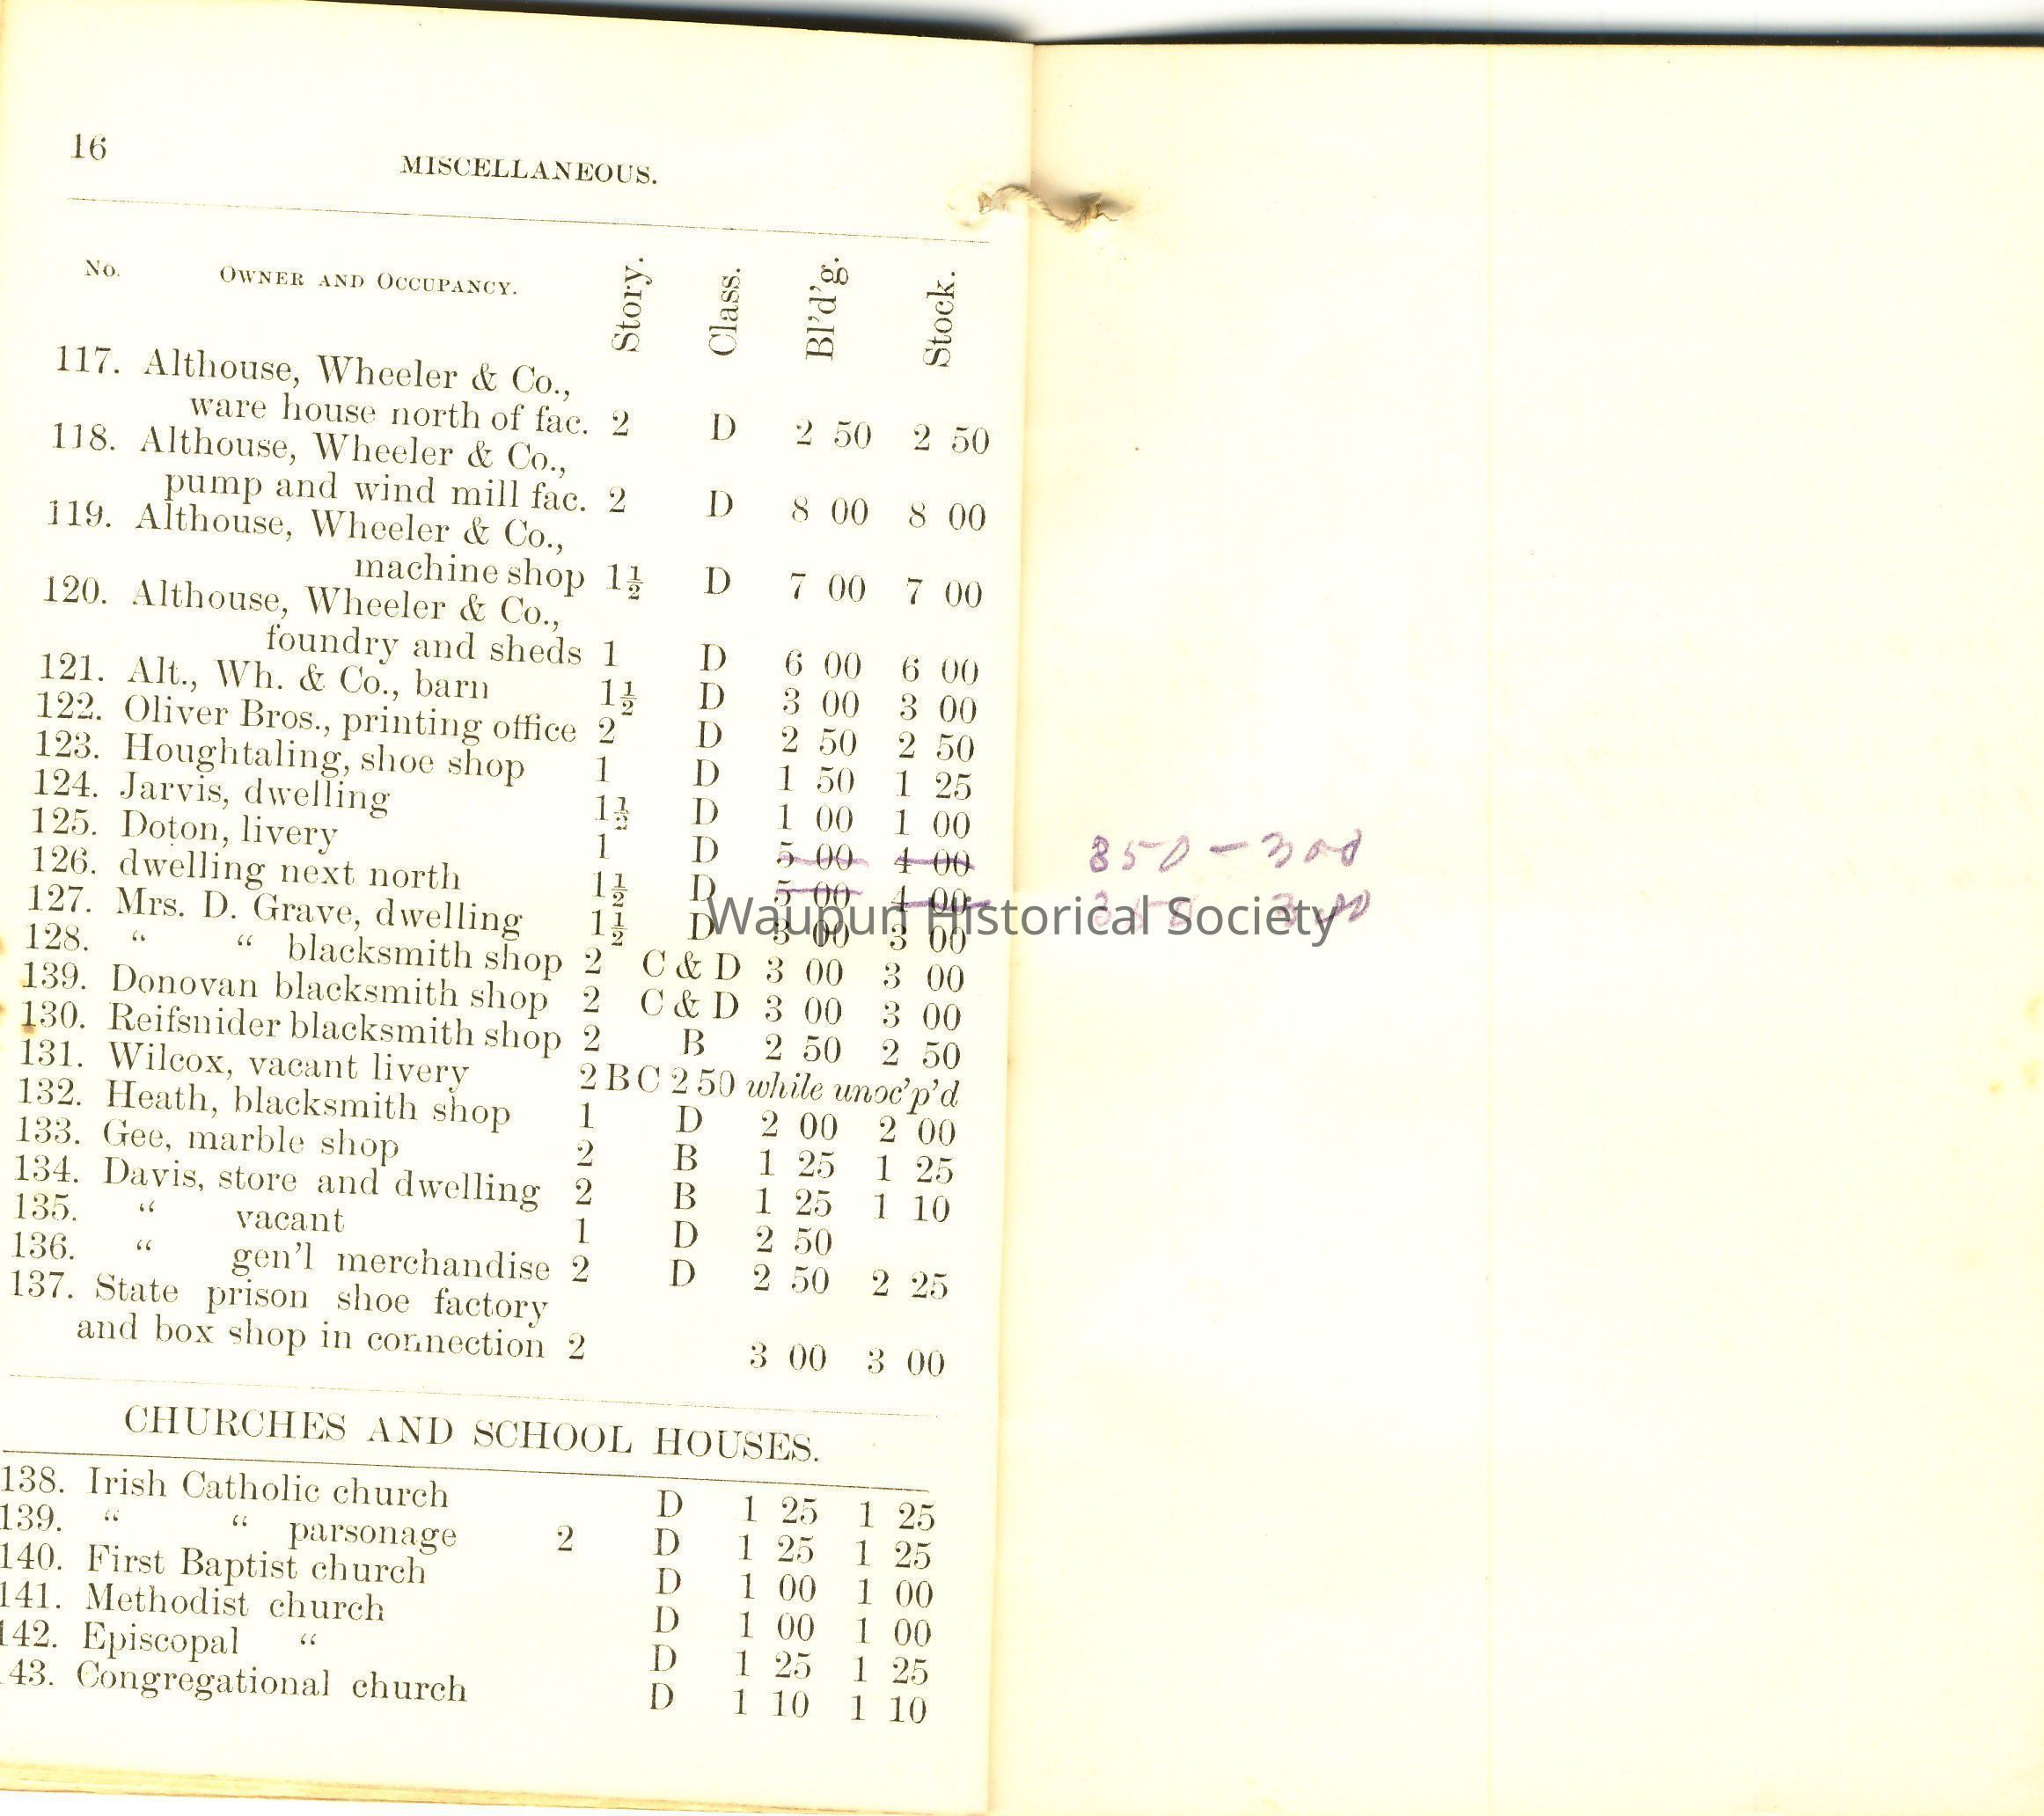 16
MISCELLANEOUS.
No. OWNER AND OCCUPANCY. Story. Class. Bl'd'g. Stock.
117. Althouse, Wheeler & Co.,
ware house north of fac. 2 D 2 50 2 50
118. Althouse, Wheeler & Co.,
pump and wind mill fac. 2 D 8 00 8 00
119. Althouse, Wheeler & Co.,
machine shop 1½ D 7 00 7 00
120. Althouse, Wheeler & Co.,
foundry and sheds 1 D 6 00 6 00
121. Alt., Wh. & Co., barn 1½ D 3 00 3 00
122. Oliver Bros., printing office 2 D 2 50 2 50
123. Houghtaling, shoe shop 1 D 1 50 1 25
124. Jarvis, dwelling 1½ D 1 00 1 00
125. Doton, livery 1 D 5 00 4 00 350 - 300
126. dwelling next north 1½ D 5 00 4 00
127. Mrs. D. Grave, dwelling 1½ D 3 00 3 00
128. “ “ blacksmith shop 2 C & D 3 00 3 00
139. Donovan blacksmith shop 2 C & D 3 00 3 00
130. Reifsnider blacksmith shop 2 B 2 50 2 50
131. Wilcox, vacant livery 2 B C 2 50 while unoc'p'd
132. Heath, blacksmith shop 1 D 2 00 2 00
133. Gee, marble shop 2 B 1 25 1 25
134. Davis, store and dwelling 2 B 1 25 1 10
135. “ vacant 1 D 2 50
136. “ gen'l merchandise 2 D 2 50 2 25
137. State prison shoe factory
and box shop in connection 2 3 00 3 00
CHURCHES AND SCHOOL HOUSES.
138. Irish Catholic church D 1 25 1 25
139. “ “ parsonage 2 D 1 25 1 25
140. First Baptist church D 1 00 1 00
141. Methodist church D 1 00 1 00
142. Episcopal “ D 1 25 1 25
43. Congregational church D 1 10 1 10
Waupun Historical Society